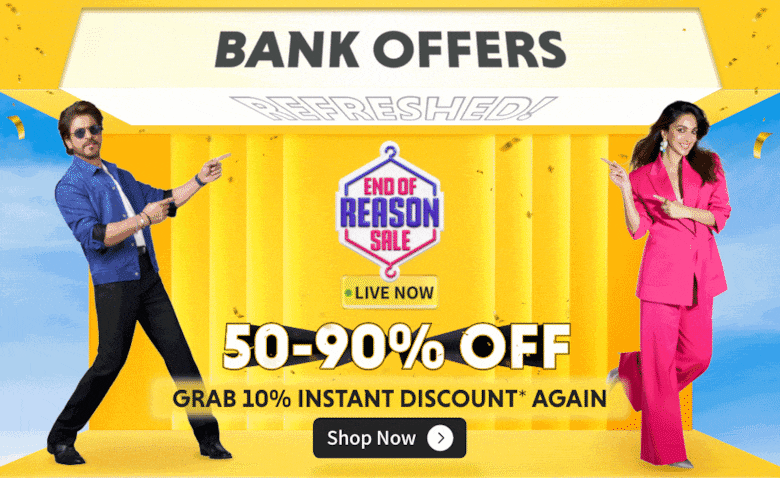 BANK OFFERS
REFRESHED!
END OF
REASON
SALE
LIVE NOW
50-90% OFF
GRAB 10% INSTANT DISCOUNT* AGAIN
Shop Now